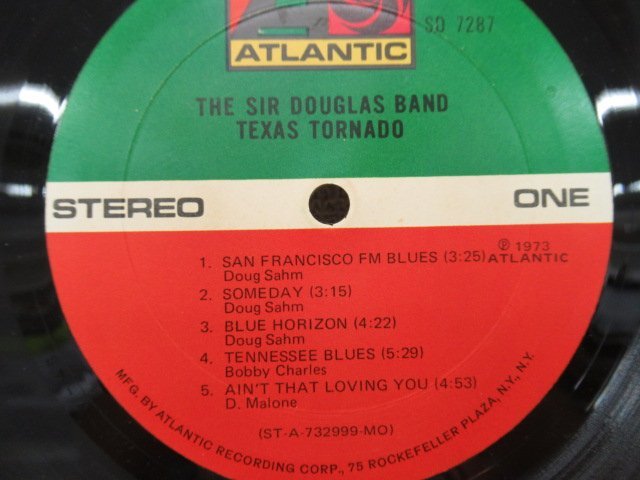 SD 7287
ATLANTIC
THE SIR DOUGLAS BAND
TEXAS TORNADO
STEREO
ONE
℗ 1973
ATLANTIC
1. SAN FRANCISCO FM BLUES (3:25)
Doug Sahm
2. SOMEDAY (3:15)
Doug Sahm
3. BLUE HORIZON (4:22)
Doug Sahm
4. TENNESSEE BLUES (5:29)
Bobby Charles
5. AIN'T THAT LOVING YOU (4:53)
D. Malone
(ST-A-732999-MO)
MFG. BY ATLANTIC RECORDING CORP., 75 ROCKEFELLER PLAZA, N.Y., N.Y.